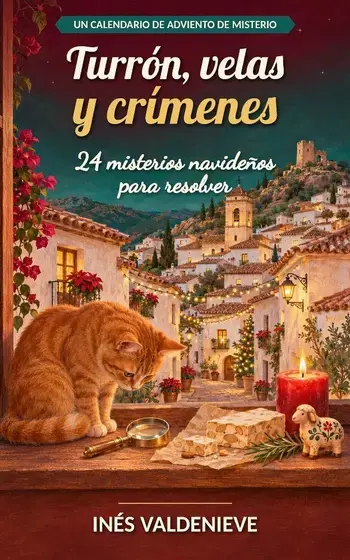 UN CALENDARIO DE ADVIENTO DE MISTERIO
Turrón, velas
y crímenes
24 misterios navideños
para resolver
INÉS VALDENIEVE